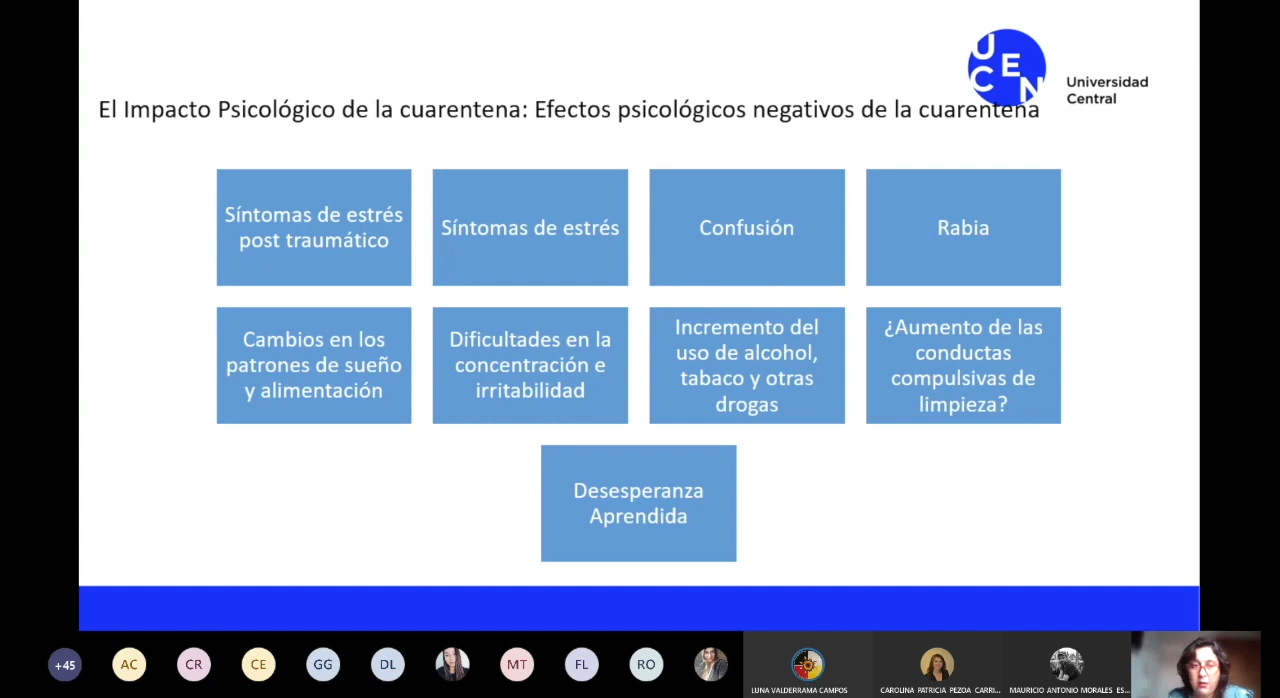 UCEN
Universidad
Central
El Impacto Psicológico de la cuarentena: Efectos psicológicos negativos de la cuarentena
Síntomas de estrés
post traumático
Síntomas de estrés
Confusión
Rabia
Cambios en los
patrones de sueño
y alimentación
Dificultades en la
concentración e
irritabilidad
Incremento del
uso de alcohol,
tabaco y otras
drogas
¿Aumento de las
conductas
compulsivas de
limpieza?
Desesperanza
Aprendida
+45
AC
CR
CE
GG
DL
MT
FL
RO
LUNA VALDERRAMA CAMPOS
CAROLINA PATRICIA PEZOA CARRI...
MAURICIO ANTONIO MORALES ES...